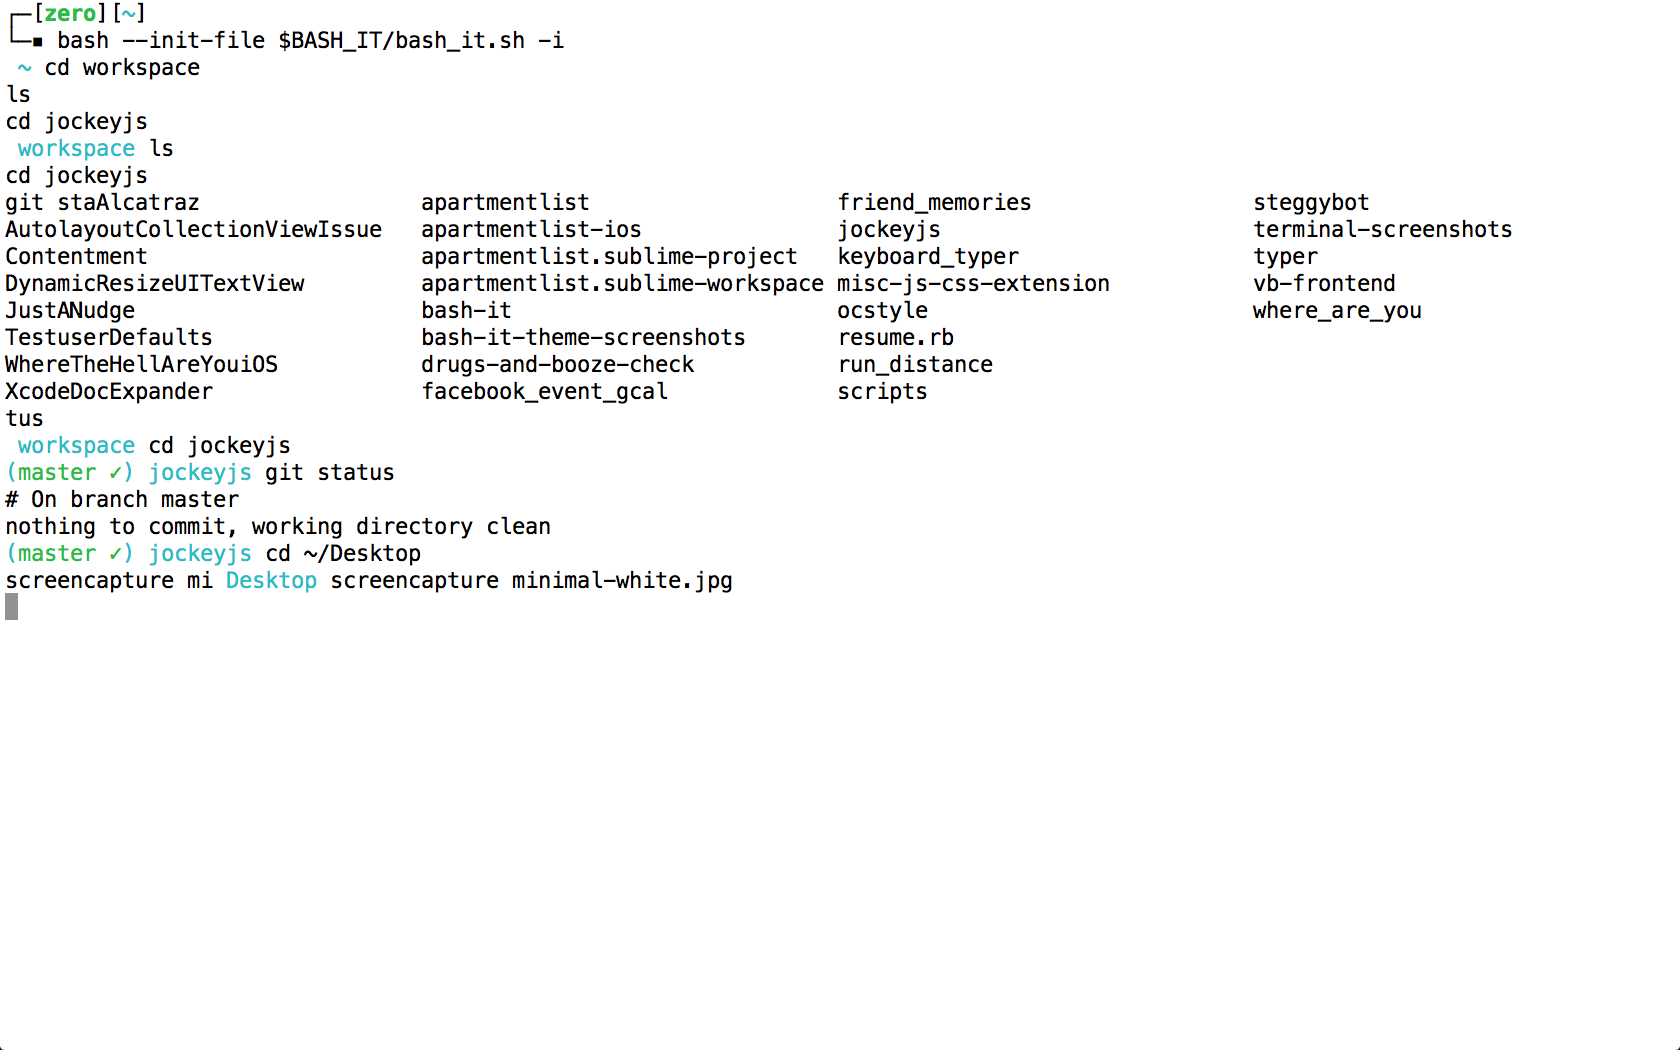 ┌─[zero][~]
└─▪ bash --init-file $BASH_IT/bash_it.sh -i
 ~ cd workspace
ls
cd jockeyjs
 workspace ls
cd jockeyjs
git staAlcatraz                 apartmentlist                   friend_memories                 steggybot
AutolayoutCollectionViewIssue   apartmentlist-ios               jockeyjs                        terminal-screenshots
Contentment                     apartmentlist.sublime-project   keyboard_typer                  typer
DynamicResizeUITextView         apartmentlist.sublime-workspace misc-js-css-extension           vb-frontend
JustANudge                      bash-it                         ocstyle                         where_are_you
TestuserDefaults                bash-it-theme-screenshots       resume.rb
WhereTheHellAreYouiOS           drugs-and-booze-check           run_distance
XcodeDocExpander                facebook_event_gcal             scripts
tus
 workspace cd jockeyjs
(master ✓) jockeyjs git status
# On branch master
nothing to commit, working directory clean
(master ✓) jockeyjs cd ~/Desktop
screencapture mi Desktop screencapture minimal-white.jpg